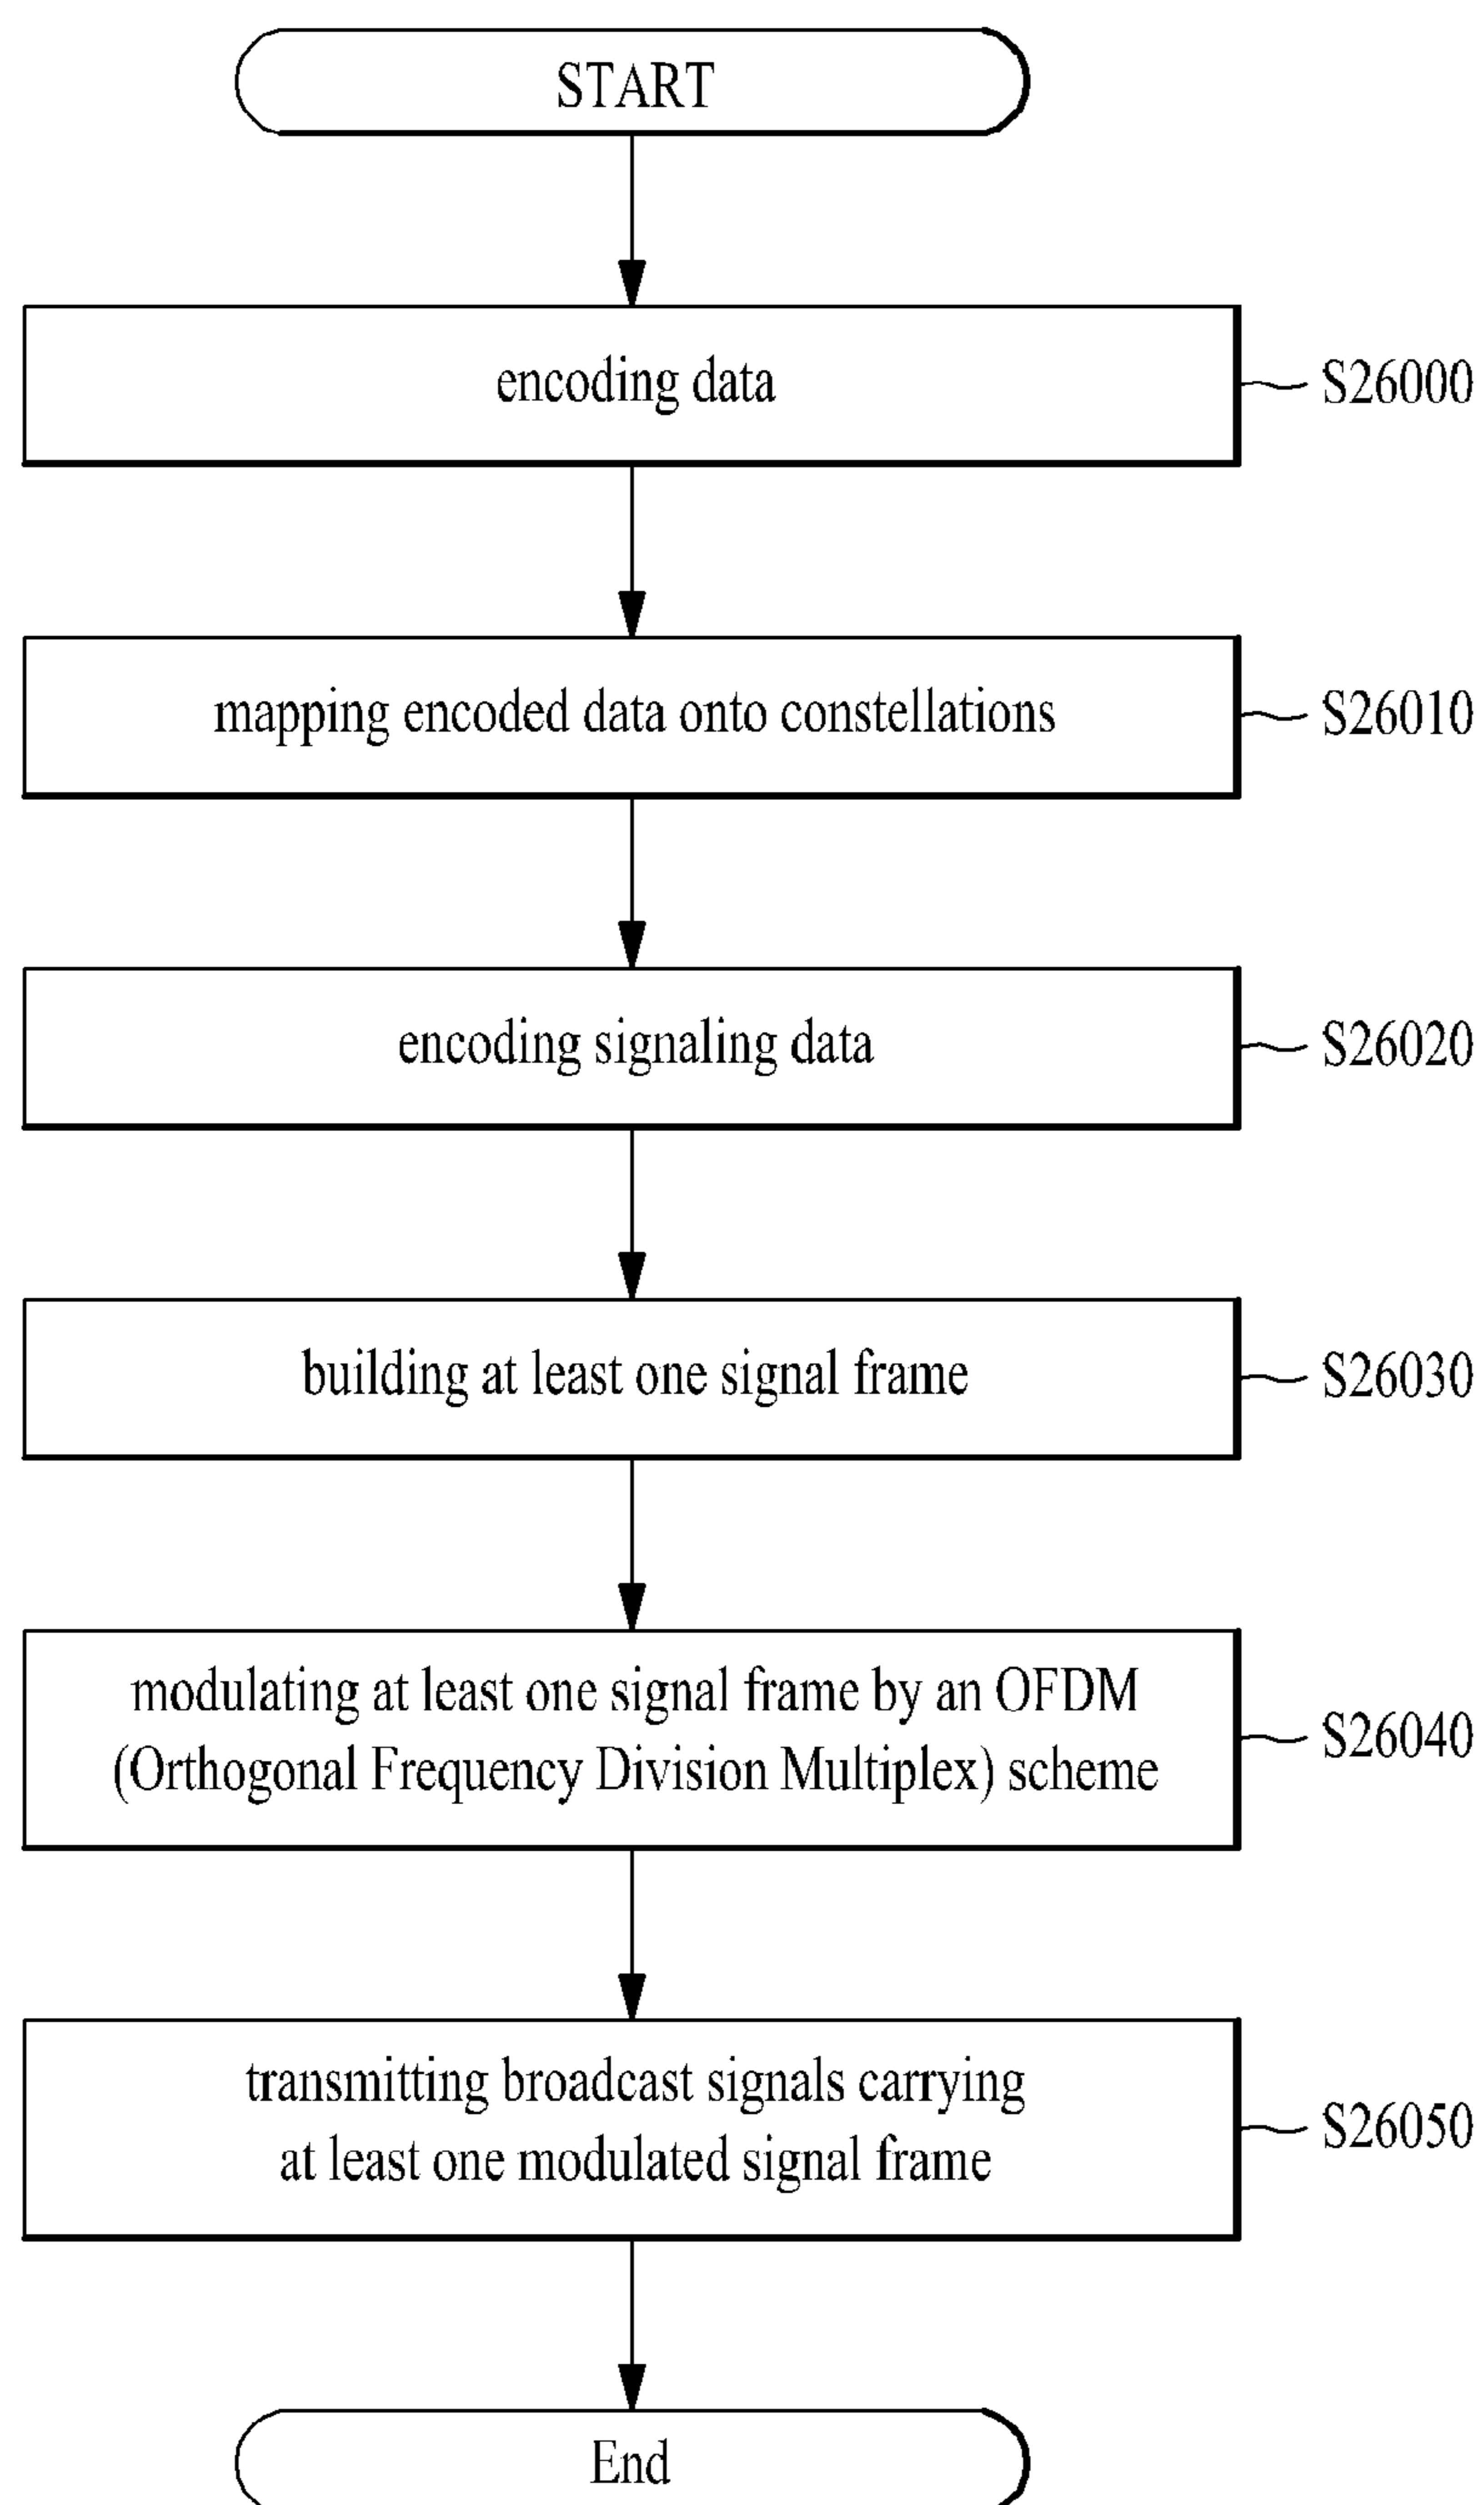 START
encoding data
S26000
mapping encoded data onto constellations
S26010
encoding signaling data
S26020
building at least one signal frame
S26030
modulating at least one signal frame by an OFDM
(Orthogonal Frequency Division Multiplex) scheme
S26040
transmitting broadcast signals carrying
at least one modulated signal frame
S26050
End